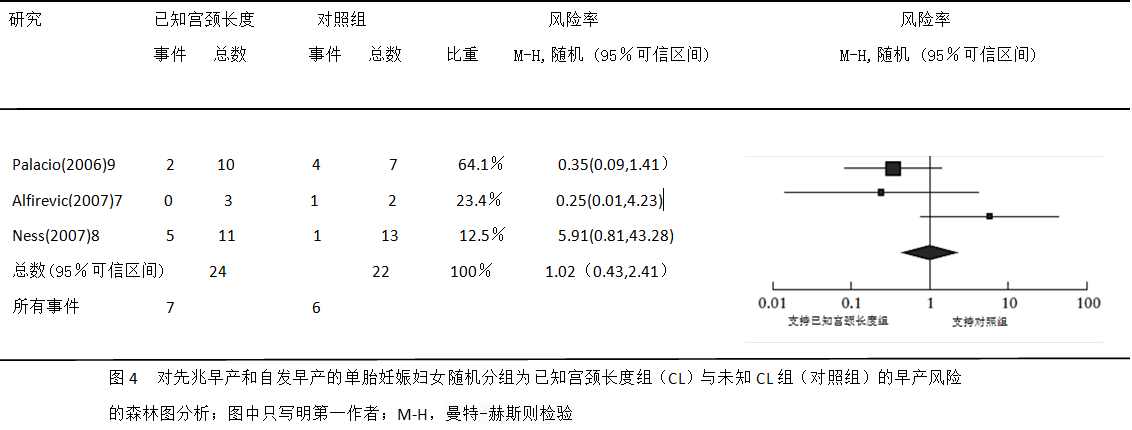 研究 已知宫颈长度 对照组 风险率 风险率
事件 总数 事件 总数 比重 M-H,随机（95％可信区间） M-H,随机（95％可信区间）
Palacio(2006)9 2 10 4 7 64.1％ 0.35(0.09,1.41）
Alfirevic(2007)7 0 3 1 2 23.4％ 0.25(0.01,4.23)
Ness(2007)8 5 11 1 13 12.5％ 5.91(0.81,43.28)
总数(95％可信区间) 24 22 100％ 1.02（0.43,2.41）
所有事件 7 6
0.01 0.1 1 10 100
支持已知宫颈长度组 支持对照组
图4 对先兆早产和自发早产的单胎妊娠妇女随机分组为已知宫颈长度组（CL）与未知CL组（对照组）的早产风险
的森林图分析；图中只写明第一作者；M-H，曼特-赫斯则检验